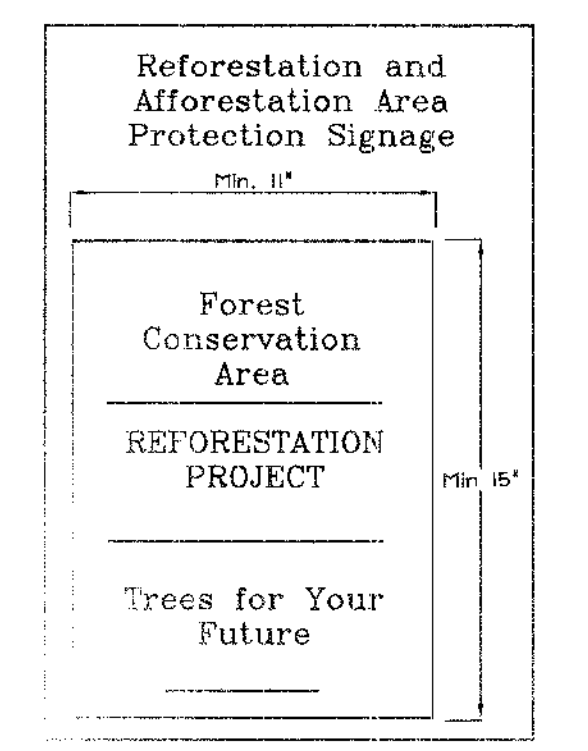 Reforestation and
Afforestation Area
Protection Signage
Min. 11"
Forest
Conservation
Area
REFORESTATION
PROJECT
Min 15"
Trees for Your
Future